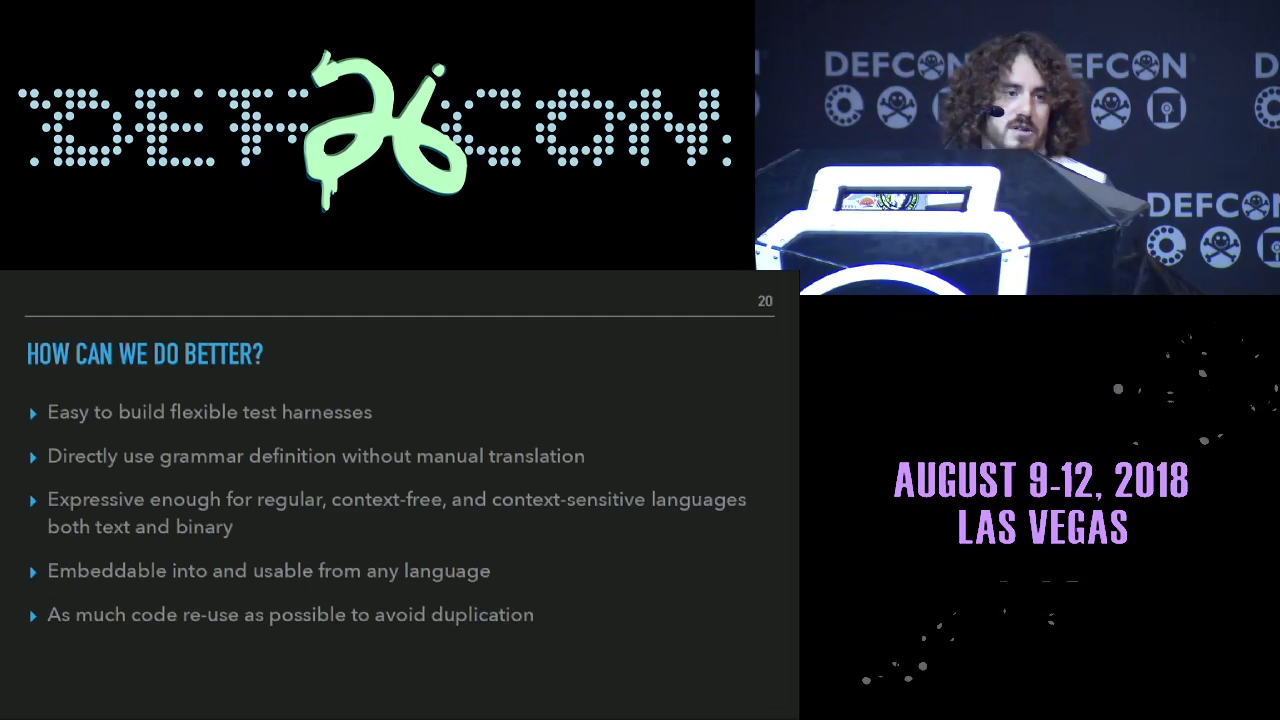 DEF CON
26
DEFCON
DEFCON
DEFCON
20
HOW CAN WE DO BETTER?
Easy to build flexible test harnesses
Directly use grammar definition without manual translation
Expressive enough for regular, context-free, and context-sensitive languages
both text and binary
Embeddable into and usable from any language
As much code re-use as possible to avoid duplication
AUGUST 9-12, 2018
LAS VEGAS